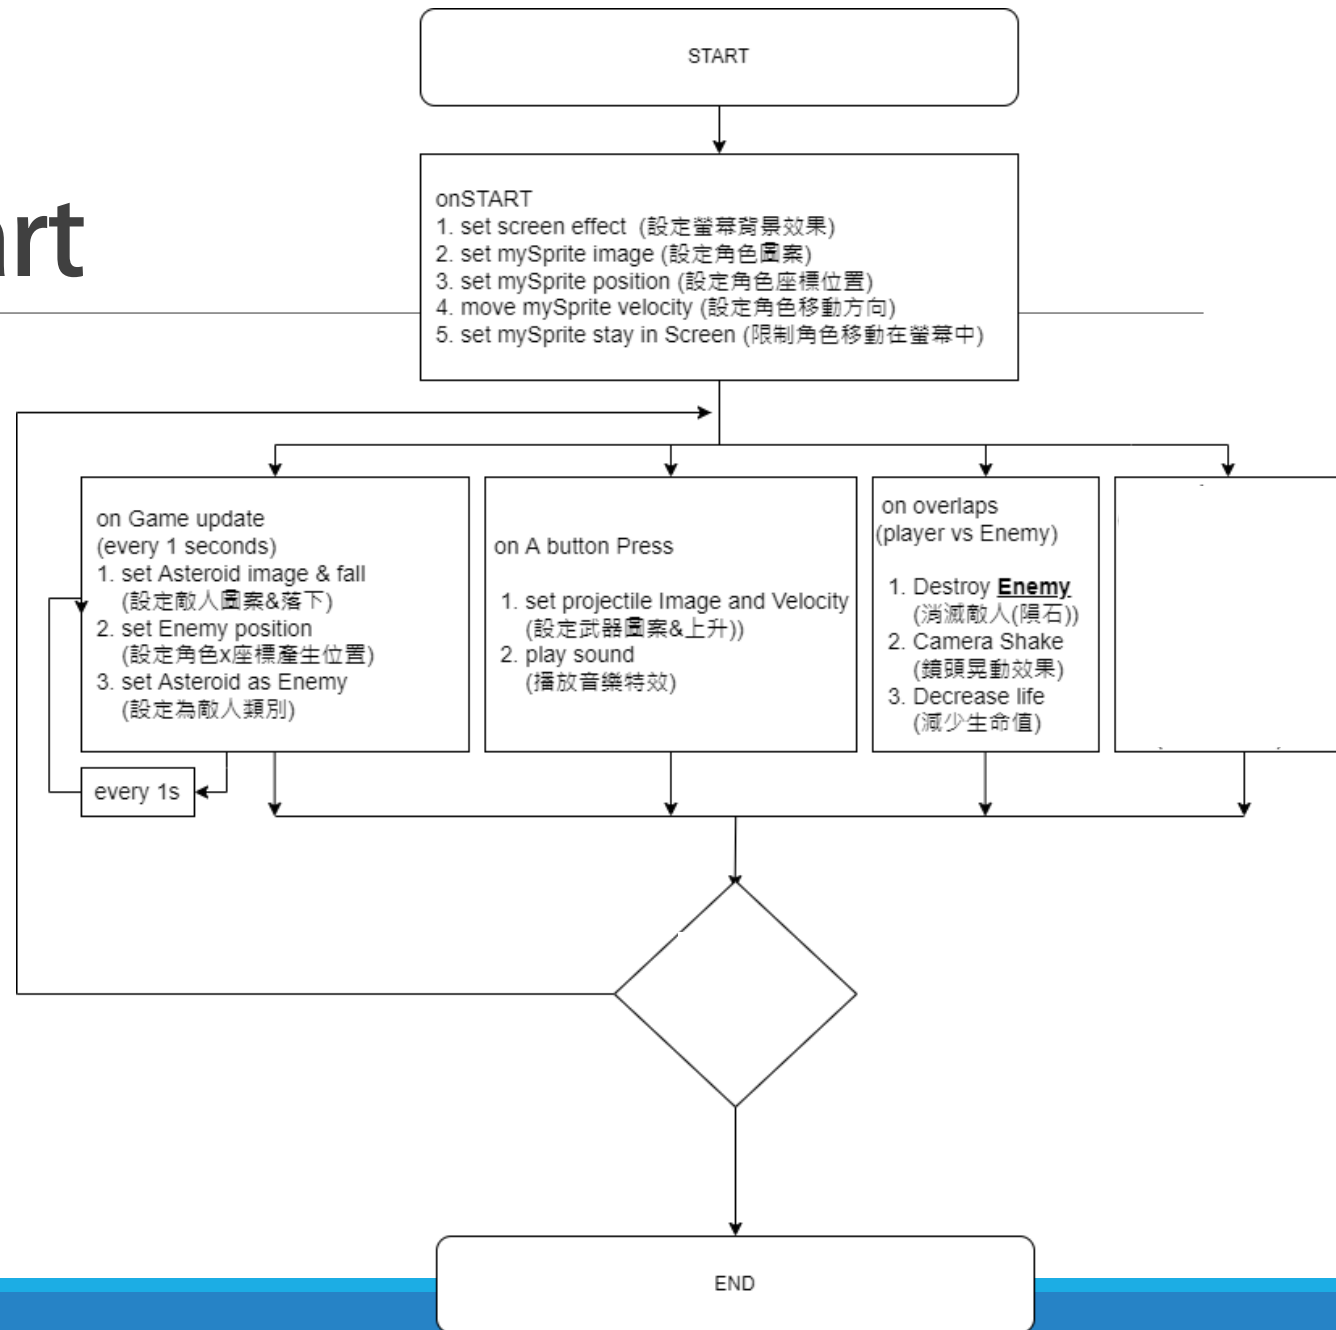 START
art
onSTART
1. set screen effect (設定螢幕背景效果)
2. set mySprite image (設定角色圖案)
3. set mySprite position (設定角色座標位置)
4. move mySprite velocity (設定角色移動方向)
5. set mySprite stay in Screen (限制角色移動在螢幕中)
on Game update
(every 1 seconds)
1. set Asteroid image & fall
(設定敵人圖案&落下)
2. set Enemy position
(設定角色x座標產生位置)
3. set Asteroid as Enemy
(設定為敵人類別)
every 1s
on A button Press
1. set projectile Image and Velocity
(設定武器圖案&上升))
2. play sound
(播放音樂特效)
on overlaps
(player vs Enemy)
1. Destroy Enemy
(消滅敵人(隕石))
2. Camera Shake
(鏡頭晃動效果)
3. Decrease life
(減少生命值)
END